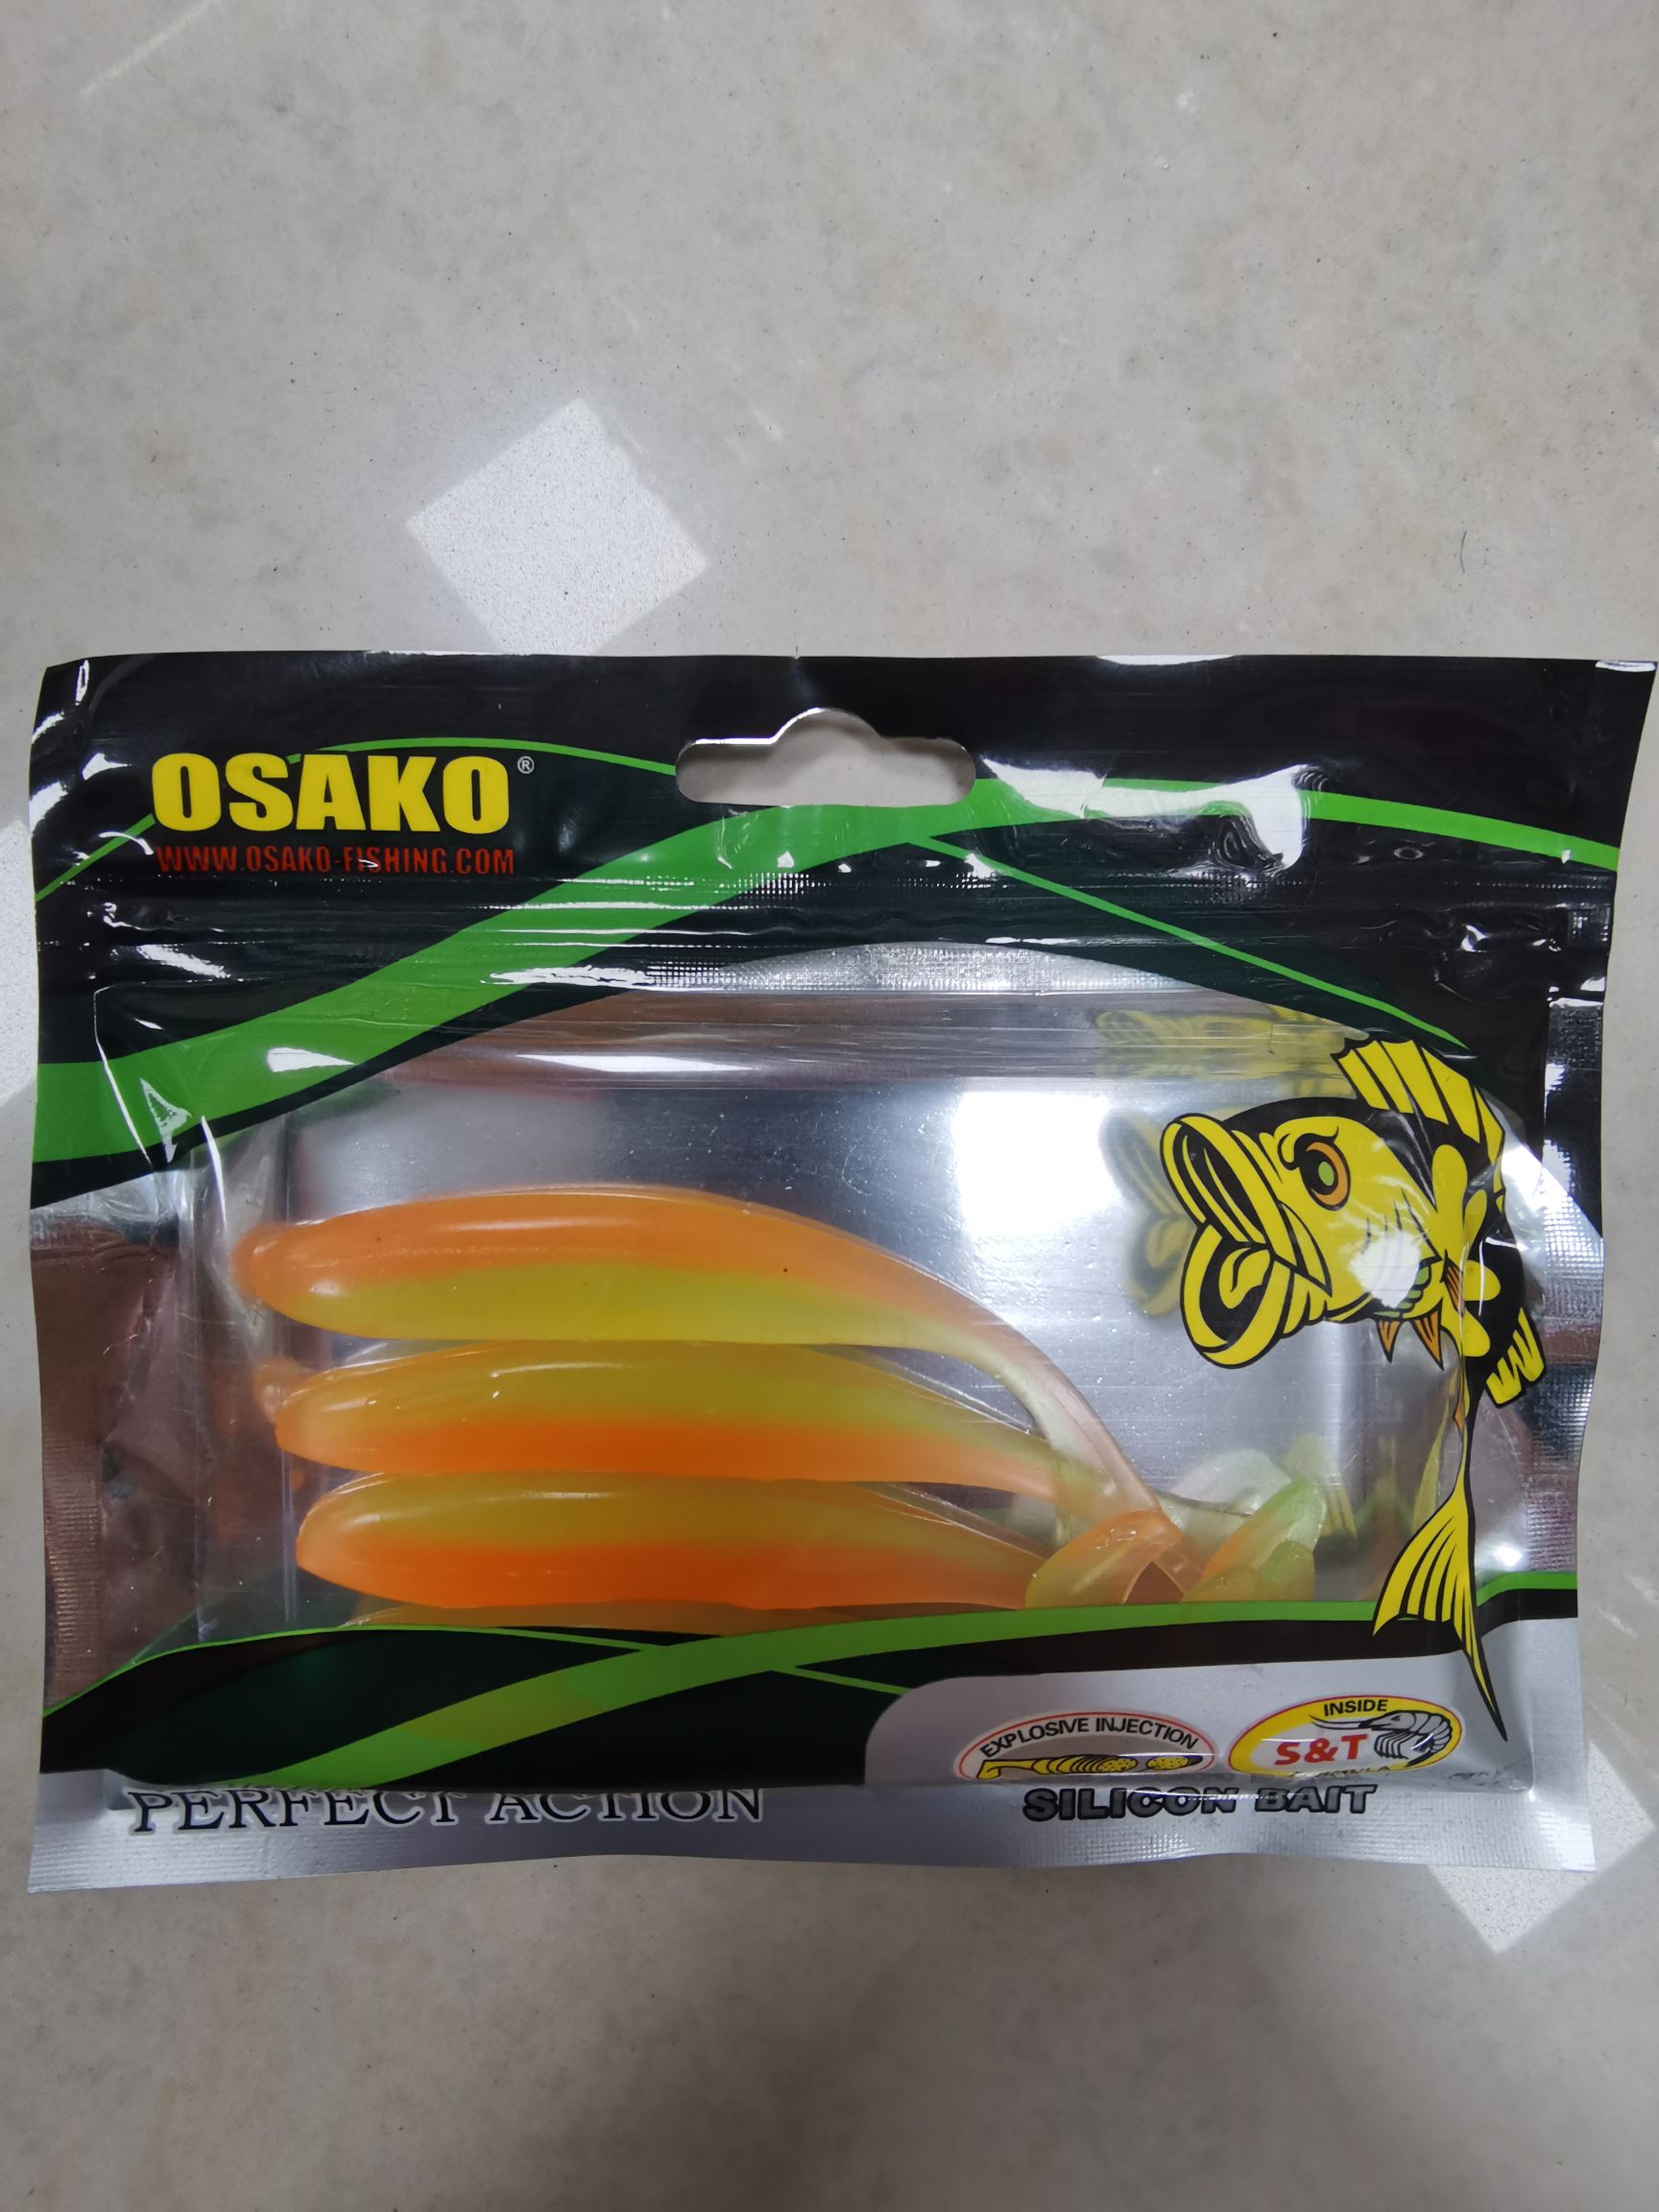 OSAKO®
WWW.OSAKO-FISHING.COM
EXPLOSIVE INJECTION
INSIDE
S&T
PERFECT ACTION
SILICON BAIT